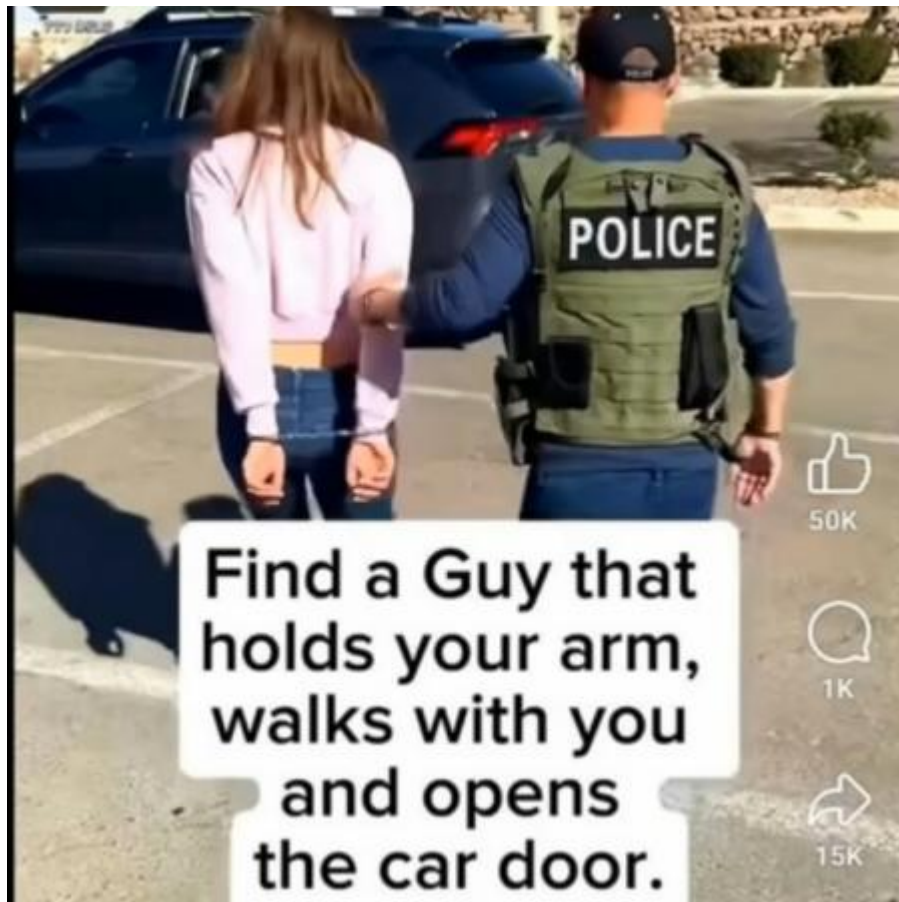 POLICE
50K
1K
15K
Find a Guy that
holds your arm,
walks with you
and opens
the car door.